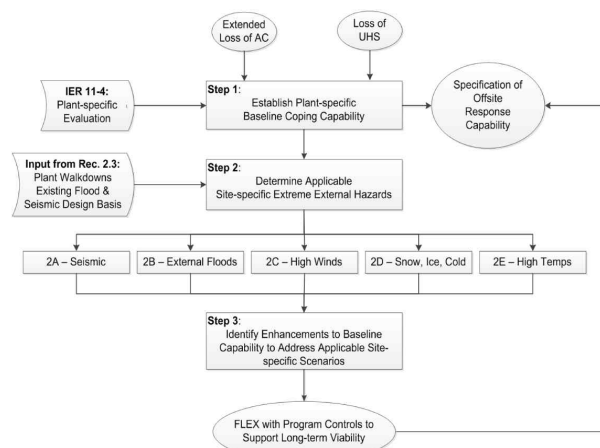 Extended
Loss of AC
Loss of
UHS
IER 11-4:
Plant-specific
Evaluation
Step 1:
Establish Plant-specific
Baseline Coping Capability
Specification of
Offsite
Response
Capability
Input from Rec. 2.3:
Plant Walkdowns
Existing Flood &
Seismic Design Basis
Step 2:
Determine Applicable
Site-specific Extreme External Hazards
2A – Seismic
2B – External Floods
2C – High Winds
2D – Snow, Ice, Cold
2E – High Temps
Step 3:
Identify Enhancements to Baseline
Capability to Address Applicable Site-
specific Scenarios
FLEX with Program Controls to
Support Long-term Viability